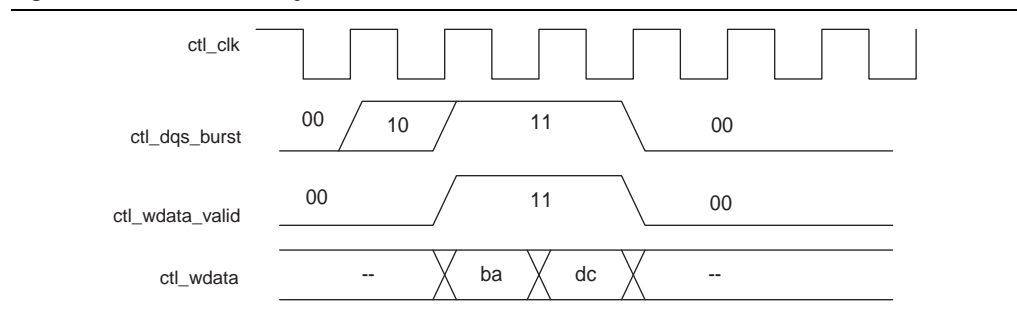 ctl_clk
ctl_dqs_burst 00 10 11 00
ctl_wdata_valid 00 11 00
ctl_wdata -- ba dc --